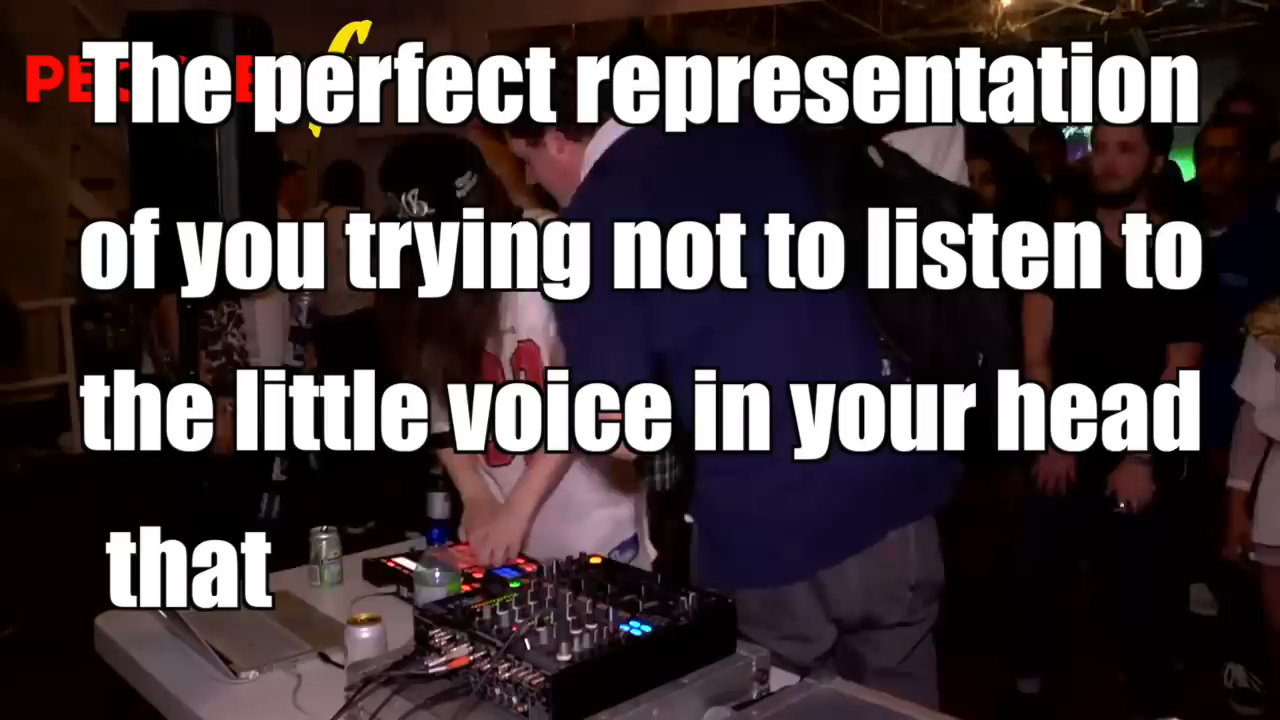 The perfect representation
of you trying not to listen to
the little voice in your head
that